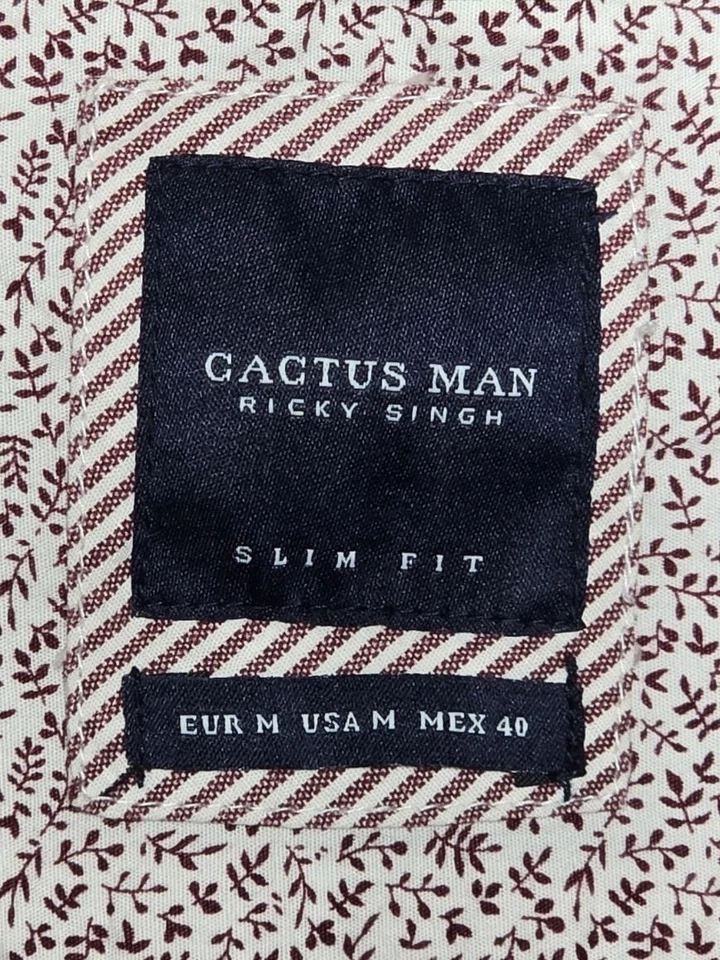 CACTUS MAN
RICKY SINGH
SLIM FIT
EUR M USA M MEX 40